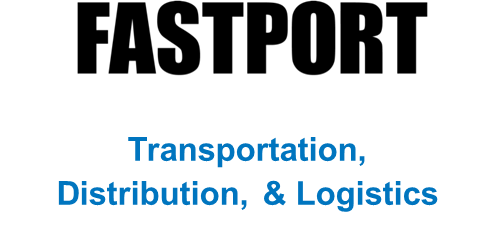 FASTPORT
Transportation,
Distribution, & Logistics